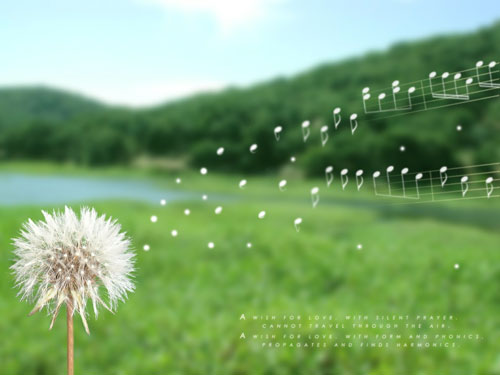 A WISH FOR LOVE, WITH SILENT PRAYER,
CANNOT TRAVEL THROUGH THE AIR.
A WISH FOR LOVE, WITH FORM AND PHONICS,
PROPAGATES AND FINDS HARMONICS.